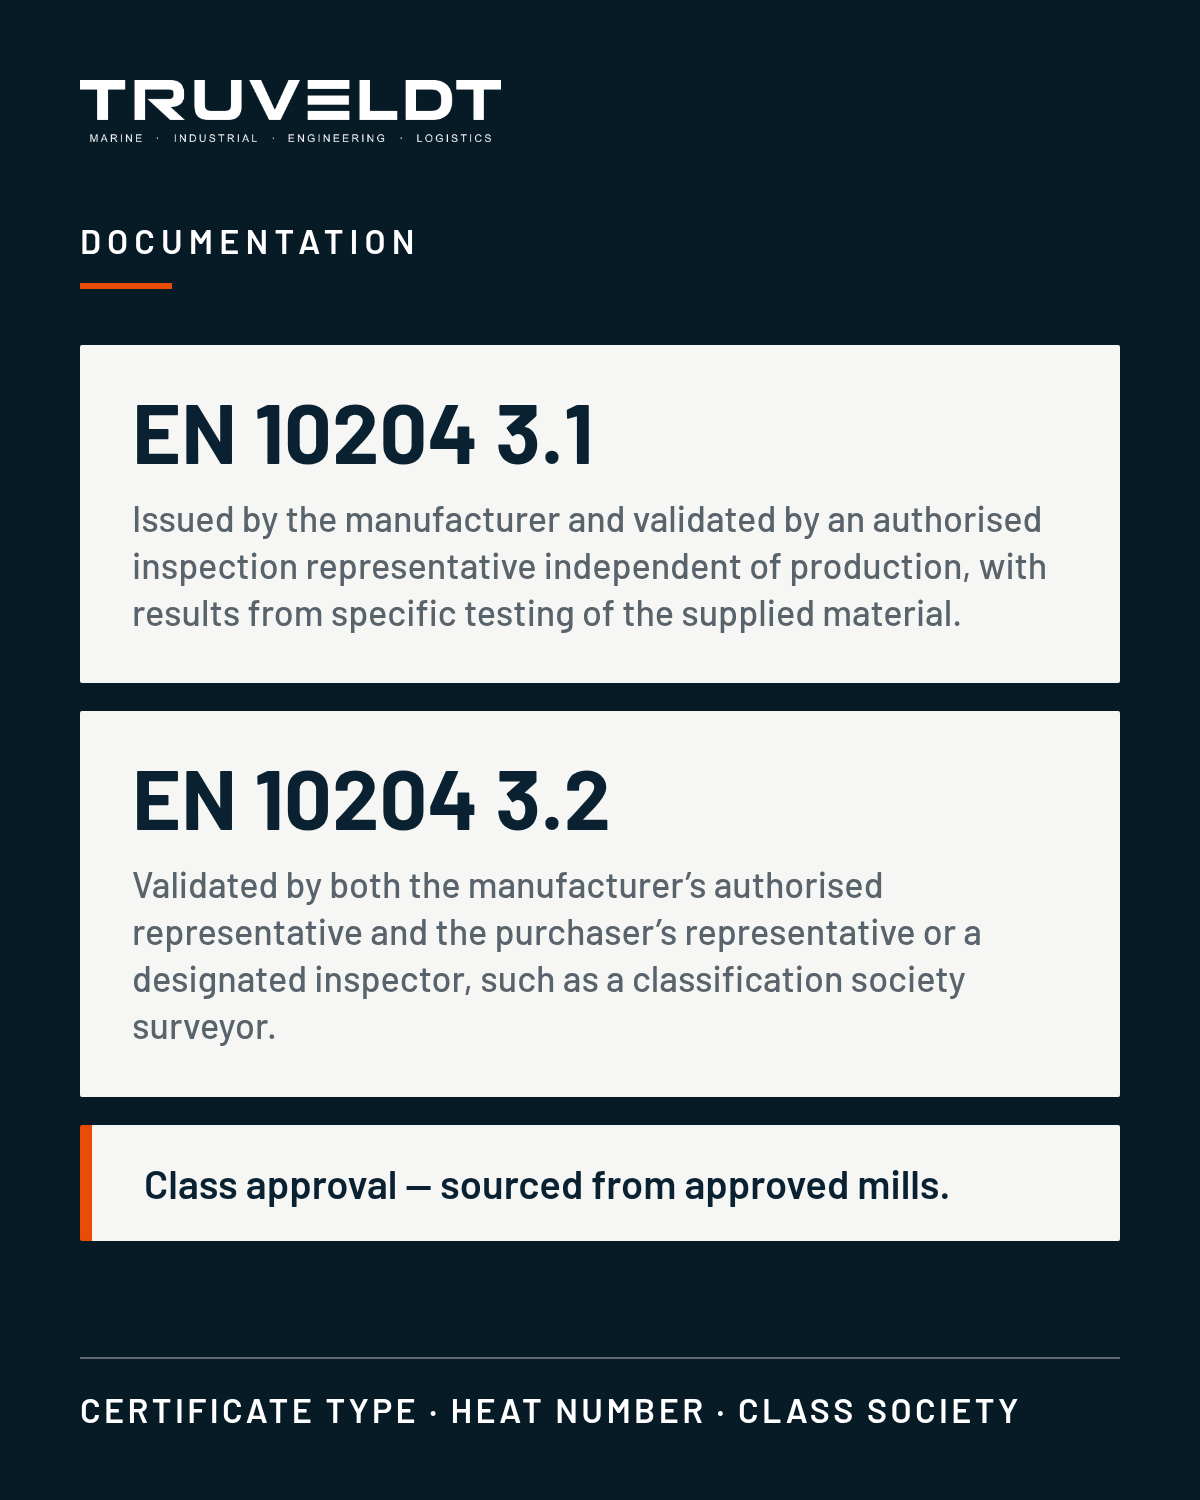 TRUVELDT
MARINE · INDUSTRIAL · ENGINEERING · LOGISTICS
DOCUMENTATION
EN 10204 3.1
Issued by the manufacturer and validated by an authorised
inspection representative independent of production, with
results from specific testing of the supplied material.
EN 10204 3.2
Validated by both the manufacturer’s authorised
representative and the purchaser’s representative or a
designated inspector, such as a classification society
surveyor.
Class approval — sourced from approved mills.
CERTIFICATE TYPE · HEAT NUMBER · CLASS SOCIETY